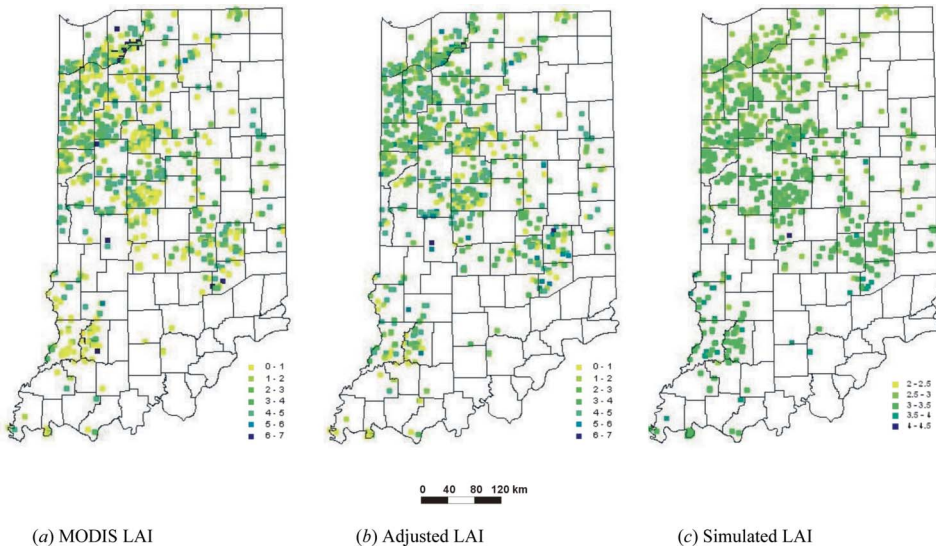 0 - 1
1 - 2
2 - 3
3 - 4
4 - 5
5 - 6
6 - 7
0 - 1
1 - 2
2 - 3
3 - 4
4 - 5
5 - 6
6 - 7
2 - 2.5
2.5 - 3
3 - 3.5
3.5 - 4
4 - 4.5
0 40 80 120 km
(a) MODIS LAI
(b) Adjusted LAI
(c) Simulated LAI